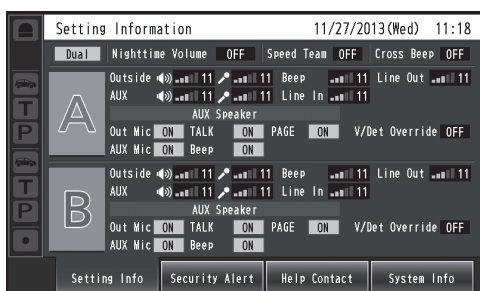 Setting Information 11/27/2013(Wed) 11:18
Dual Nighttime Volume OFF Speed Team OFF Cross Beep OFF
A
Outside 11 11 Beep 11 Line Out 11
AUX 11 11 Line In 11
AUX Speaker
Out Mic ON TALK ON PAGE ON V/Det Override OFF
AUX Mic ON Beep ON
B
Outside 11 11 Beep 11 Line Out 11
AUX 11 11 Line In 11
AUX Speaker
Out Mic ON TALK ON PAGE ON V/Det Override OFF
AUX Mic ON Beep ON
T
P
T
P
Setting Info Security Alert Help Contact System Info